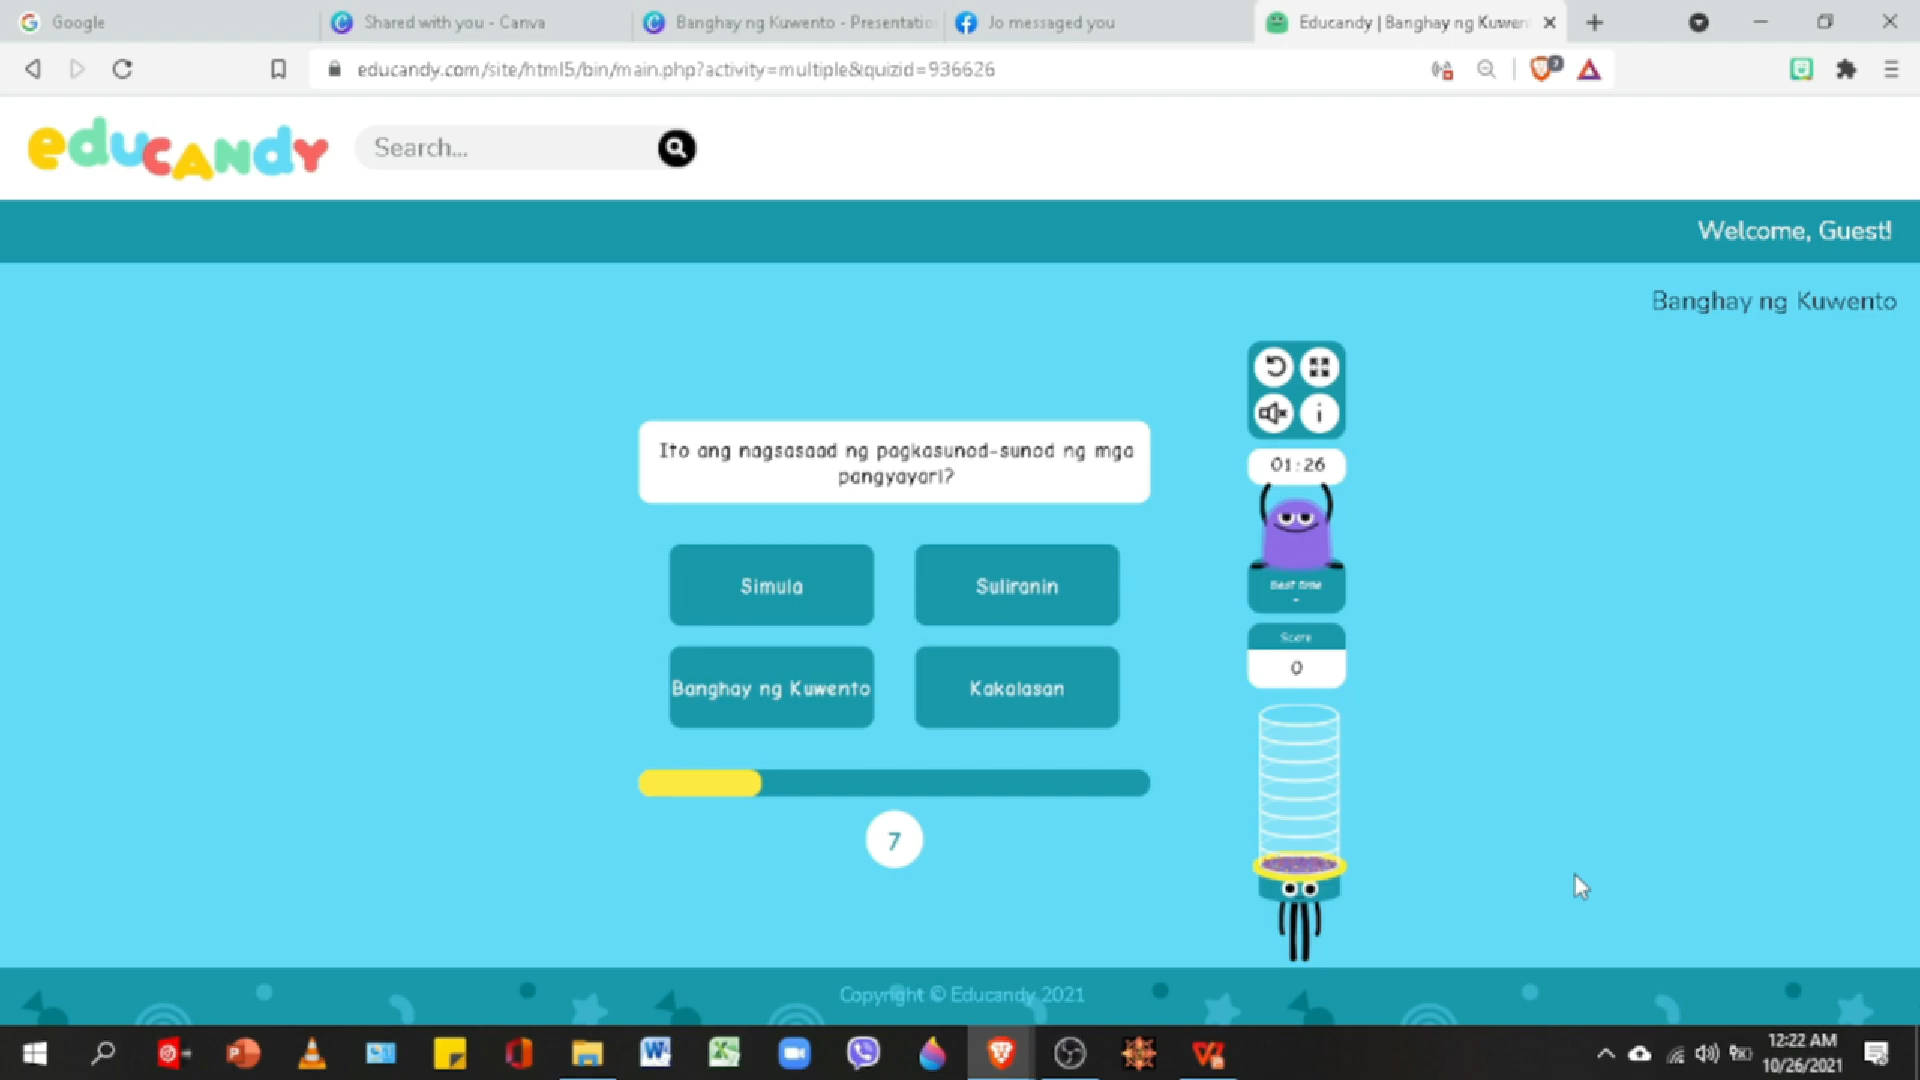 Google
Shared with you - Canva
Banghay ng Kuwento - Presentatio
Jo messaged you
Educandy | Banghay ng Kuwen
educandy.com/site/html5/bin/main.php?activity=multiple&quizid=936626
educandy
Search...
Welcome, Guest!
Banghay ng Kuwento
Ito ang nagsasaad ng pagkasunod-sunod ng mga
pangyayari?
01:26
Simula
Suliranin
Best time
-
Score
0
Banghay ng Kuwento
Kakalasan
7
Copyright © Educandy 2021
12:22 AM
10/26/2021